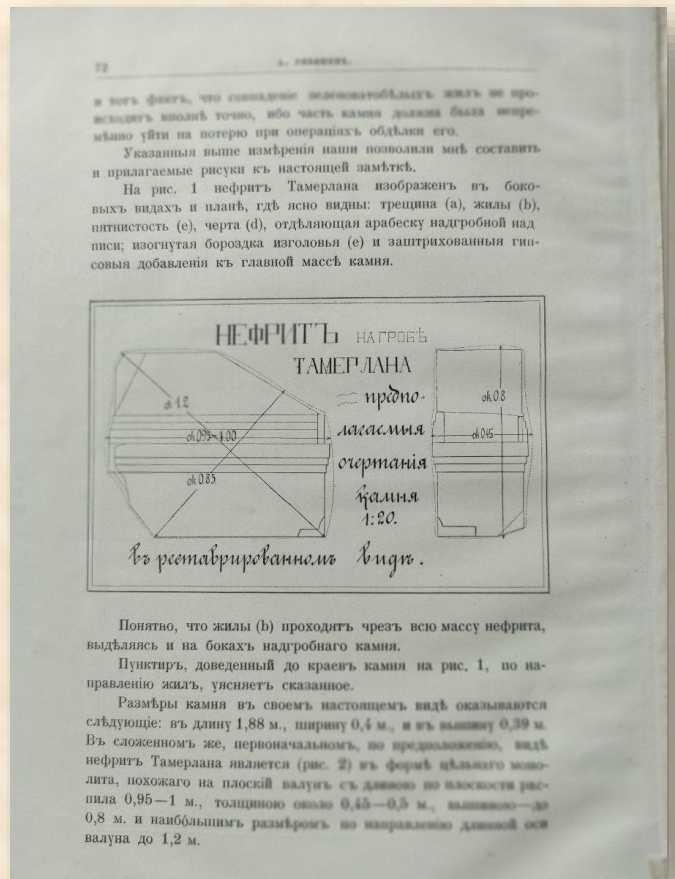 72
и тотъ фактъ, что совпаденіе зеленоватобѣлыхъ жилъ не про-
исходитъ вполнѣ точно, ибо часть камня должна была непре-
мѣнно уйти на потерю при операціяхъ обдѣлки его.
Указанныя выше измѣренія наши позволили мнѣ составить
и прилагаемые рисуки къ настоящей замѣткѣ.
На рис. 1 нефритъ Тамерлана изображенъ въ боко-
выхъ видахъ и планѣ, гдѣ ясно видны: трещина (a), жилы (b),
пятнистость (e), черта (d), отдѣляющая арабеску надгробной над
писи; изогнутая бороздка изголовья (e) и заштрихованныя гип-
совыя добавленія къ главной массѣ камня.
НЕФРИТЪ НА ГРОБѢ
ТАМЕРЛАНА
предпо-
лагаемыя
очертанія
камня
1:20.
въ реставрированномъ видѣ.
ok 1.2
ok 0.95-1.00
ok 0.85
ok 0.8
ok 0.45
Понятно, что жилы (b) проходятъ чрезъ всю массу нефрита,
выдѣляясь и на бокахъ надгробнаго камня.
Пунктиръ, доведенный до краевъ камня на рис. 1, по на-
правленію жилъ, уясняетъ сказанное.
Размѣры камня въ своемъ настоящемъ видѣ оказываются
слѣдующіе: въ длину 1,88 м., ширину 0,4 м., и въ вышину 0,39 м.
Въ сложенномъ же, первоначальномъ, по предположенію, видѣ
нефритъ Тамерлана является (рис. 2) въ формѣ цѣльнаго моно-
лита, похожаго на плоскій валунъ съ длиною по плоскости рас-
пила 0,95—1 м., толщиною около 0,45—0,5 м., вышиною—до
0,8 м. и наибóльшимъ размѣромъ по направленію длинной оси
валуна до 1,2 м.